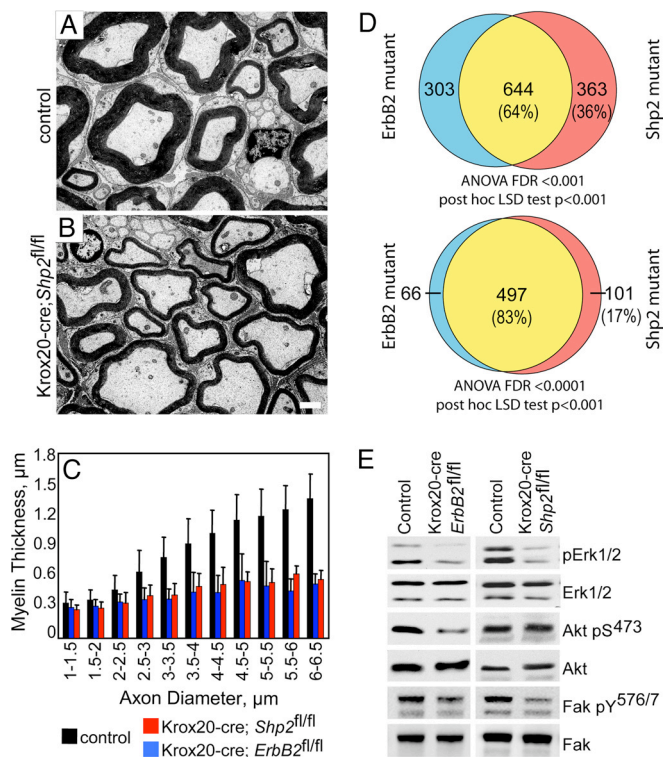 A
control
B
Krox20-cre;Shp2fl/fl
C
Myelin Thickness, µm
1.8
1.5
1.2
0.9
0.6
0.3
0
1-1.5
1.5-2
2-2.5
2.5-3
3-3.5
3.5-4
4-4.5
4.5-5
5-5.5
5.5-6
6-6.5
Axon Diameter, µm
control
Krox20-cre; Shp2fl/fl
Krox20-cre; ErbB2fl/fl
D
ErbB2 mutant
303
644
(64%)
363
(36%)
Shp2 mutant
ANOVA FDR <0.001
post hoc LSD test p<0.001
ErbB2 mutant
66
497
(83%)
101
(17%)
Shp2 mutant
ANOVA FDR <0.0001
post hoc LSD test p<0.001
E
Control
Krox20-cre
ErbB2fl/fl
Control
Krox20-cre
Shp2fl/fl
pErk1/2
Erk1/2
Akt pS473
Akt
Fak pY576/7
Fak